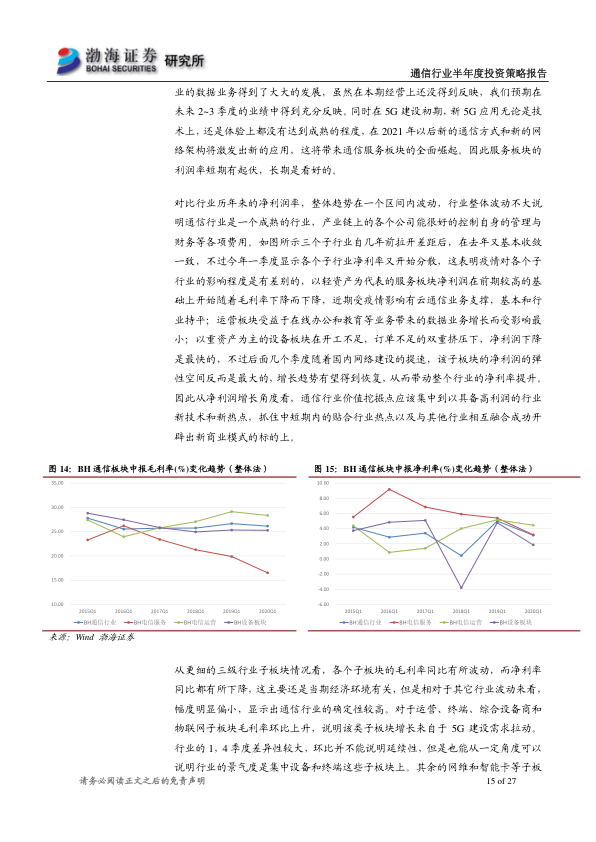 渤海证券 研究所
BOHAI SECURITIES
通信行业半年度投资策略报告
业的数据业务得到了大大的发展，虽然在本期经营上还没得到反映，我们预期在
未来 2~3 季度的业绩中得到充分反映。同时在 5G 建设初期，新 5G 应用无论是技
术上，还是体验上都没有达到成熟的程度，在 2021 年以后新的通信方式和新的网
络架构将激发出新的应用，这将带来通信服务板块的全面崛起。因此服务板块的
利润率短期有起伏，长期是看好的。
对比行业历年来的净利润率，整体趋势在一个区间内波动，行业整体波动不大说
明通信行业是一个成熟的行业，产业链上的各个公司能很好的控制自身的管理与
财务等各项费用。如图所示三个子行业自几年前拉开差距后，在去年又基本收敛
一致，不过今年一季度显示各个子行业净利率又开始分散，这表明疫情对各个子
行业的影响程度是有差别的，以轻资产为代表的服务板块净利润在前期较高的基
础上开始随着毛利率下降而下降，近期受疫情影响有云通信业务支撑，基本和行
业持平；运营板块受益于在线办公和教育等业务带来的数据业务增长而受影响最
小；以重资产为主的设备板块在开工不足，订单不足的双重挤压下，净利润下降
是最快的，不过后面几个季度随着国内网络建设的提速，该子板块的净利润的弹
性空间反而是最大的，增长趋势有望得到恢复，从而带动整个行业的净利率提升。
因此从净利润增长角度看，通信行业价值挖掘点应该集中到以具备高利润的行业
新技术和新热点，抓住中短期内的贴合行业热点以及与其他行业相互融合成功开
辟出新商业模式的标的上。
图 14：BH 通信板块中报毛利率(%)变化趋势（整体法）
35.00
30.00
25.00
20.00
15.00
10.00
2015Q1 2016Q1 2017Q1 2018Q1 2019Q1 2020Q1
BH通信行业 BH电信服务 BH电信运营 BH设备板块
图 15：BH 通信板块中报净利率(%)变化趋势（整体法）
10.00
8.00
6.00
4.00
2.00
0.00
-2.00
-4.00
-6.00
2015Q1 2016Q1 2017Q1 2018Q1 2019Q1 2020Q1
BH通信行业 BH电信服务 BH电信运营 BH设备板块
来源：Wind 渤海证券
从更细的三级行业子板块情况看，各个子板块的毛利率同比有所波动，而净利率
同比都有所下降，这主要还是当期经济环境有关，但是相对于其它行业波动来看，
幅度明显偏小，显示出通信行业的确定性较高。对于运营、终端、综合设备商和
物联网子板块毛利率环比上升，说明该类子板块增长来自于 5G 建设需求拉动。
行业的 1，4 季度差异性较大，环比并不能说明延续性，但是也能从一定角度可以
说明行业的景气度是集中设备和终端这些子板块上。其余的网维和智能卡等子板
请务必阅读正文之后的免责声明
15 of 27